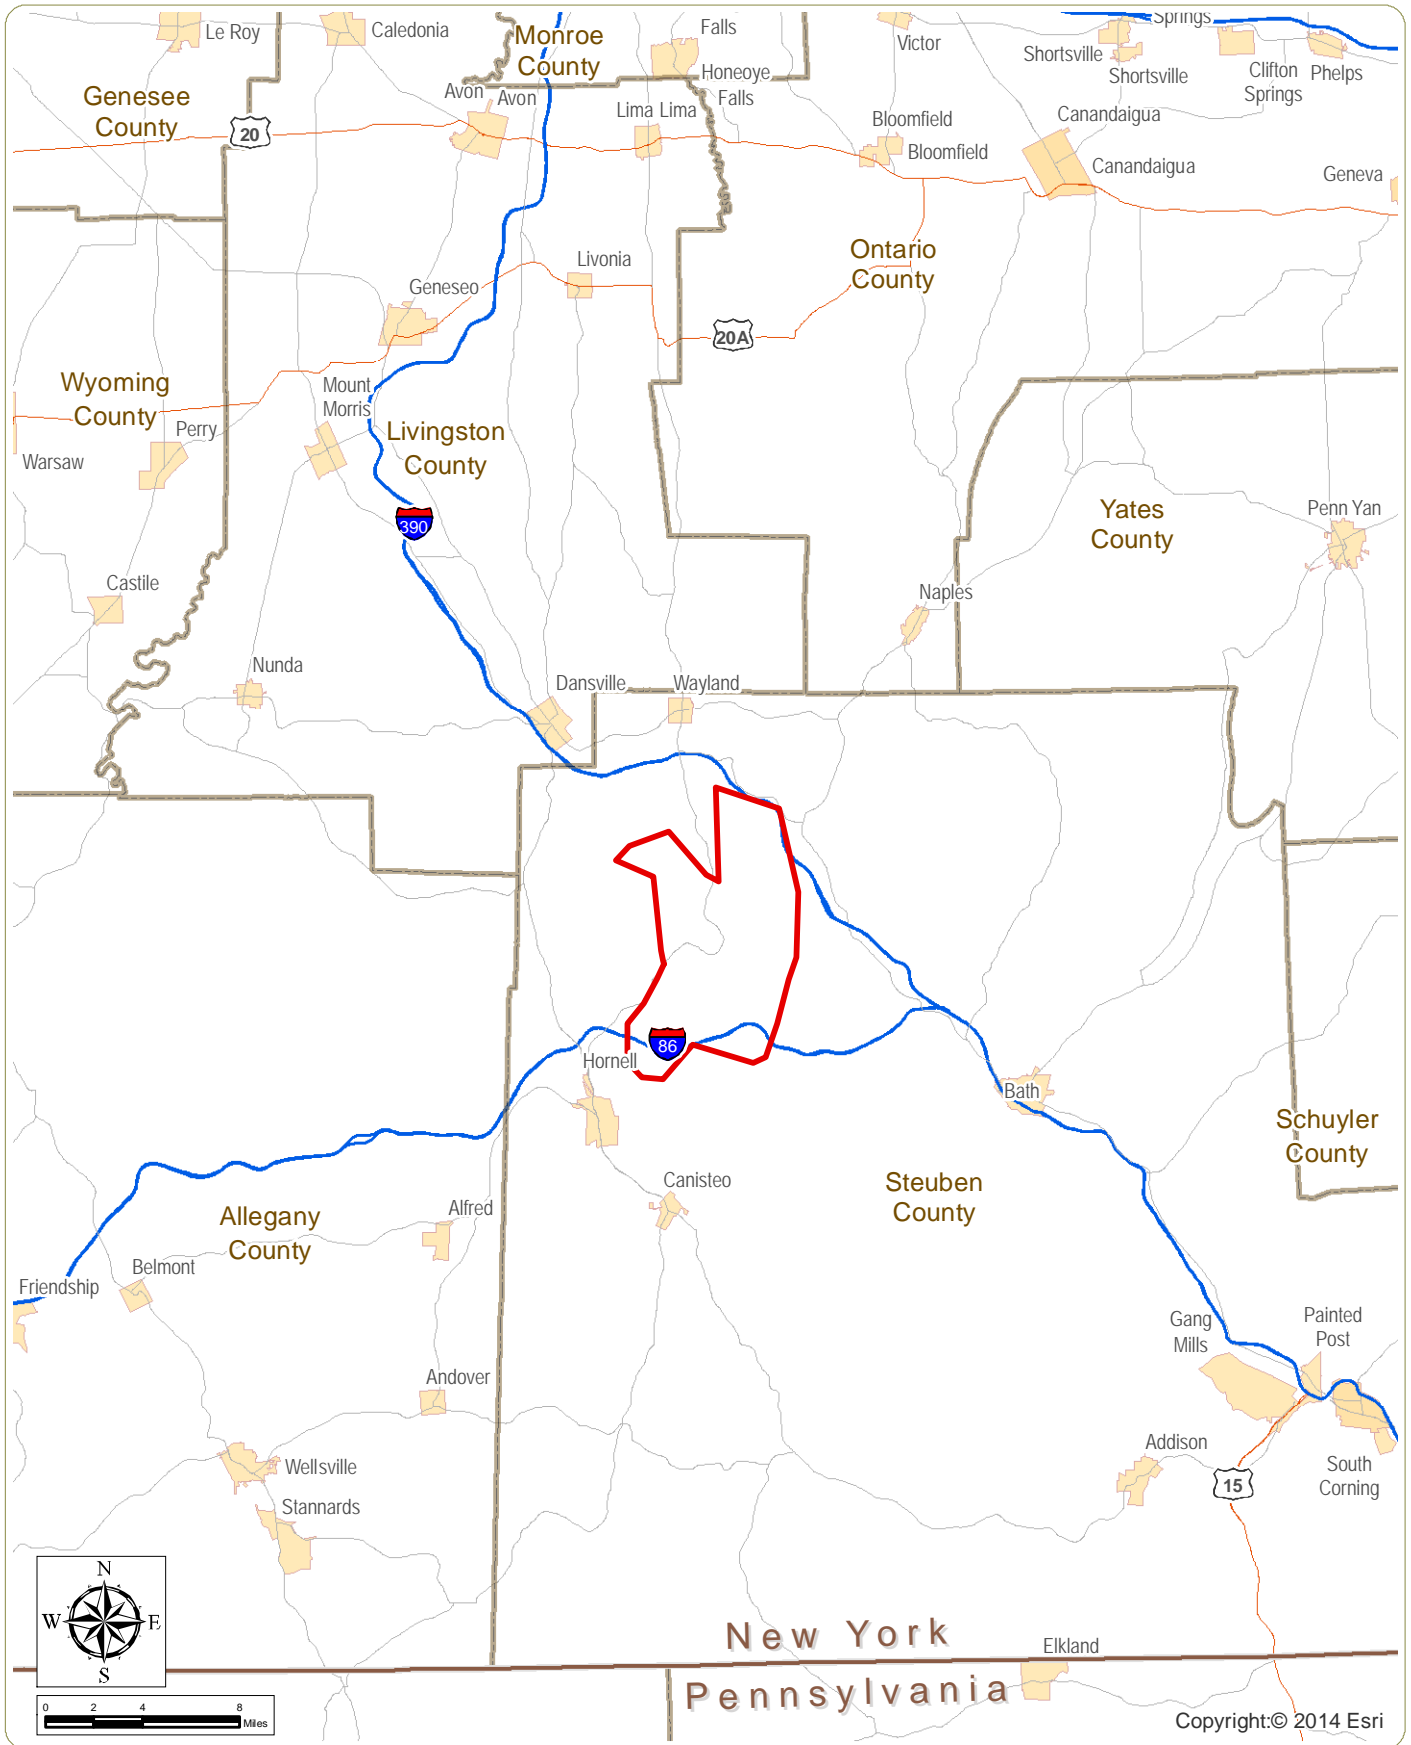 Le Roy
Caledonia
Monroe
County
Falls
Honeoye
Falls
Victor
Springs
Shortsville
Shortsville
Clifton
Springs
Phelps
Genesee
County
20
Avon
Avon
Lima
Lima
Bloomfield
Bloomfield
Canandaigua
Canandaigua
Geneva
Livonia
Ontario
County
Geneseo
20A
Wyoming
County
Mount
Morris
Perry
Livingston
County
Warsaw
390
Yates
County
Penn Yan
Castile
Naples
Nunda
Dansville
Wayland
86
Hornell
Bath
Schuyler
County
Canisteo
Steuben
County
Alfred
Allegany
County
Belmont
Friendship
Gang
Mills
Painted
Post
Andover
Addison
South
Corning
15
Wellsville
Stannards
N
W
E
S
New York
Elkland
Pennsylvania
0 2 4 8
Miles
Copyright:© 2014 Esri